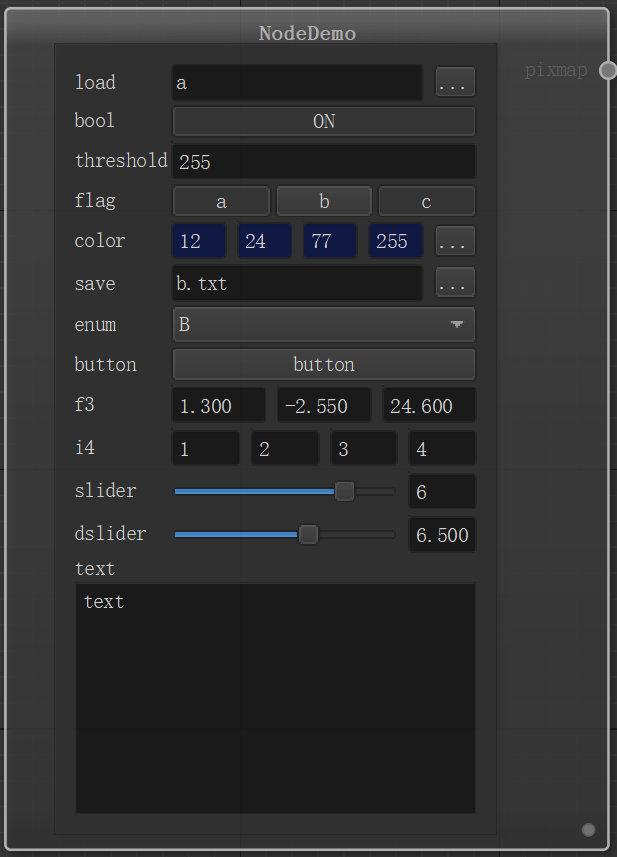 NodeDemo
pixmap
load a ...
bool ON
threshold 255
flag a b c
color 12 24 77 255 ...
save b.txt ...
enum B
button button
f3 1.300 -2.550 24.600
i4 1 2 3 4
slider 6
dslider 6.500
text
text